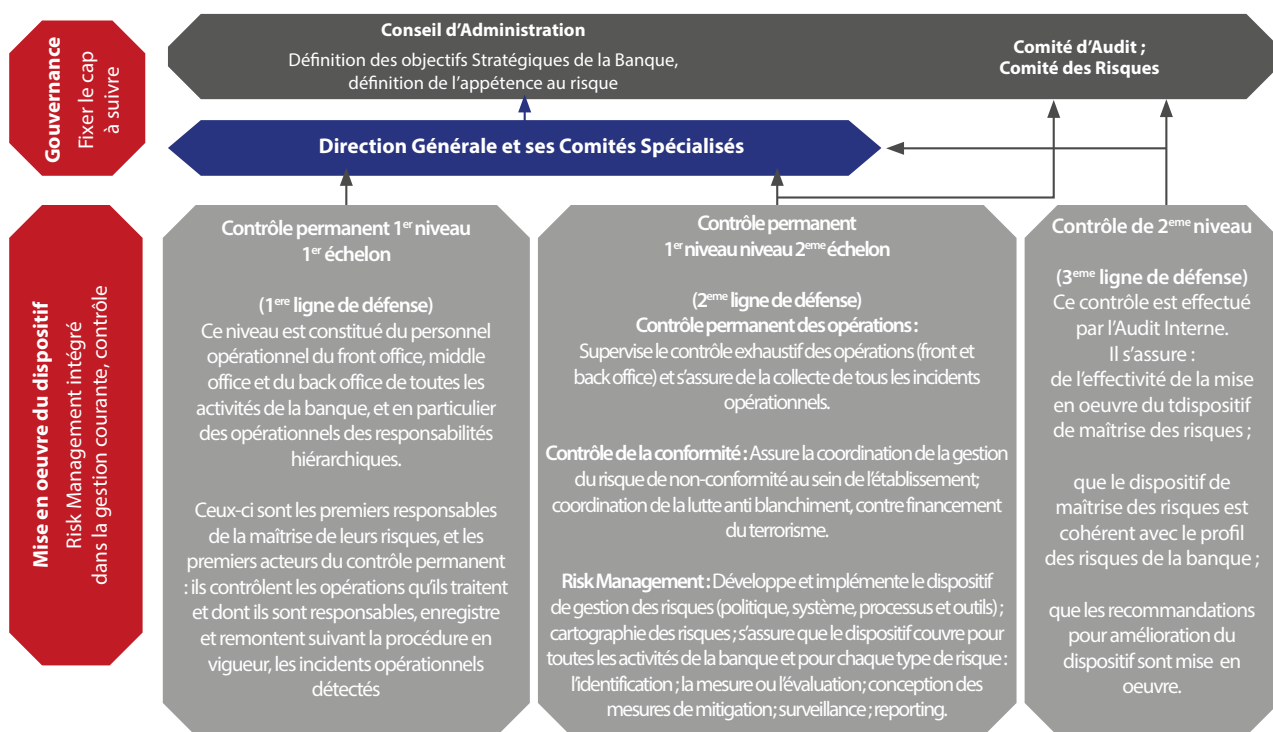 Gouvernance
Fixer le cap
à suivre
Conseil d’Administration
Définition des objectifs Stratégiques de la Banque,
définition de l’appétence au risque
Comité d’Audit ;
Comité des Risques
Direction Générale et ses Comités Spécialisés
Mise en oeuvre du dispositif
Risk Management intégré
dans la gestion courante, contrôle
Contrôle permanent 1er niveau
1er échelon
(1ere ligne de défense)
Ce niveau est constitué du personnel
opérationnel du front office, middle
office et du back office de toutes les
activités de la banque, et en particulier
des opérationnels des responsabilités
hiérarchiques.
Ceux-ci sont les premiers responsables
de la maîtrise de leurs risques, et les
premiers acteurs du contrôle permanent
: ils contrôlent les opérations qu’ils traitent
et dont ils sont responsables, enregistre
et remontent suivant la procédure en
vigueur, les incidents opérationnels
détectés
Contrôle permanent
1er niveau niveau 2eme échelon
(2eme ligne de défense)
Contrôle permanent des opérations :
Supervise le contrôle exhaustif des opérations (front et
back office) et s’assure de la collecte de tous les incidents
opérationnels.
Contrôle de la conformité : Assure la coordination de la gestion
du risque de non-conformité au sein de l’établissement;
coordination de la lutte anti blanchiment, contre financement
du terrorisme.
Risk Management : Développe et implémente le dispositif
de gestion des risques (politique, système, processus et outils) ;
cartographie des risques ; s’assure que le dispositif couvre pour
toutes les activités de la banque et pour chaque type de risque :
l’identification ; la mesure ou l’évaluation; conception des
mesures de mitigation; surveillance ; reporting.
Contrôle de 2eme niveau
(3eme ligne de défense)
Ce contrôle est effectué
par l’Audit Interne.
Il s’assure :
de l’effectivité de la mise
en oeuvre du tdispositif
de maîtrise des risques ;
que le dispositif de
maîtrise des risques est
cohérent avec le profil
des risques de la banque ;
que les recommandations
pour amélioration du
dispositif sont mise en
oeuvre.